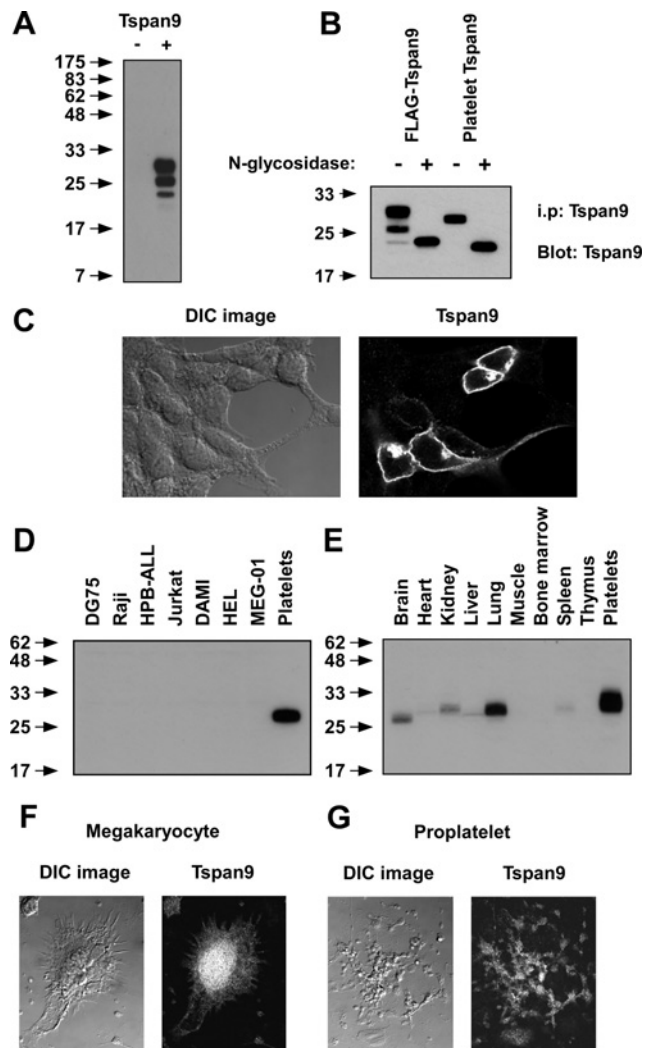 A
Tspan9
- +
175
83
62
48
33
25
17
7
B
FLAG-Tspan9
Platelet Tspan9
N-glycosidase: - + - +
33
25
17
i.p: Tspan9
Blot: Tspan9
C
DIC image
Tspan9
D
DG75
Raji
HPB-ALL
Jurkat
DAMI
HEL
MEG-01
Platelets
62
48
33
25
17
E
Brain
Heart
Kidney
Liver
Lung
Muscle
Bone marrow
Spleen
Thymus
Platelets
62
48
33
25
17
F
Megakaryocyte
DIC image
Tspan9
G
Proplatelet
DIC image
Tspan9